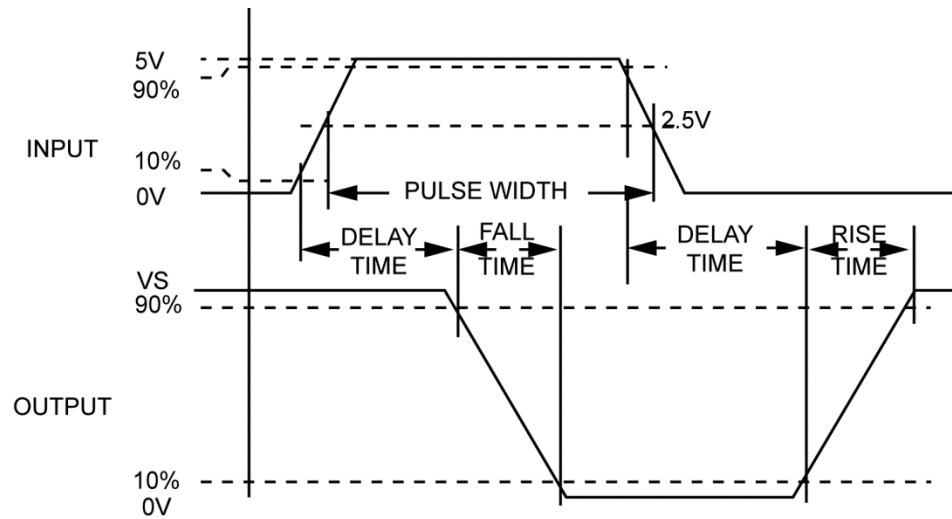 5V
90%
2.5V
INPUT
10%
0V
PULSE WIDTH
DELAY
TIME
FALL
TIME
DELAY
TIME
RISE
TIME
VS
90%
OUTPUT
10%
0V